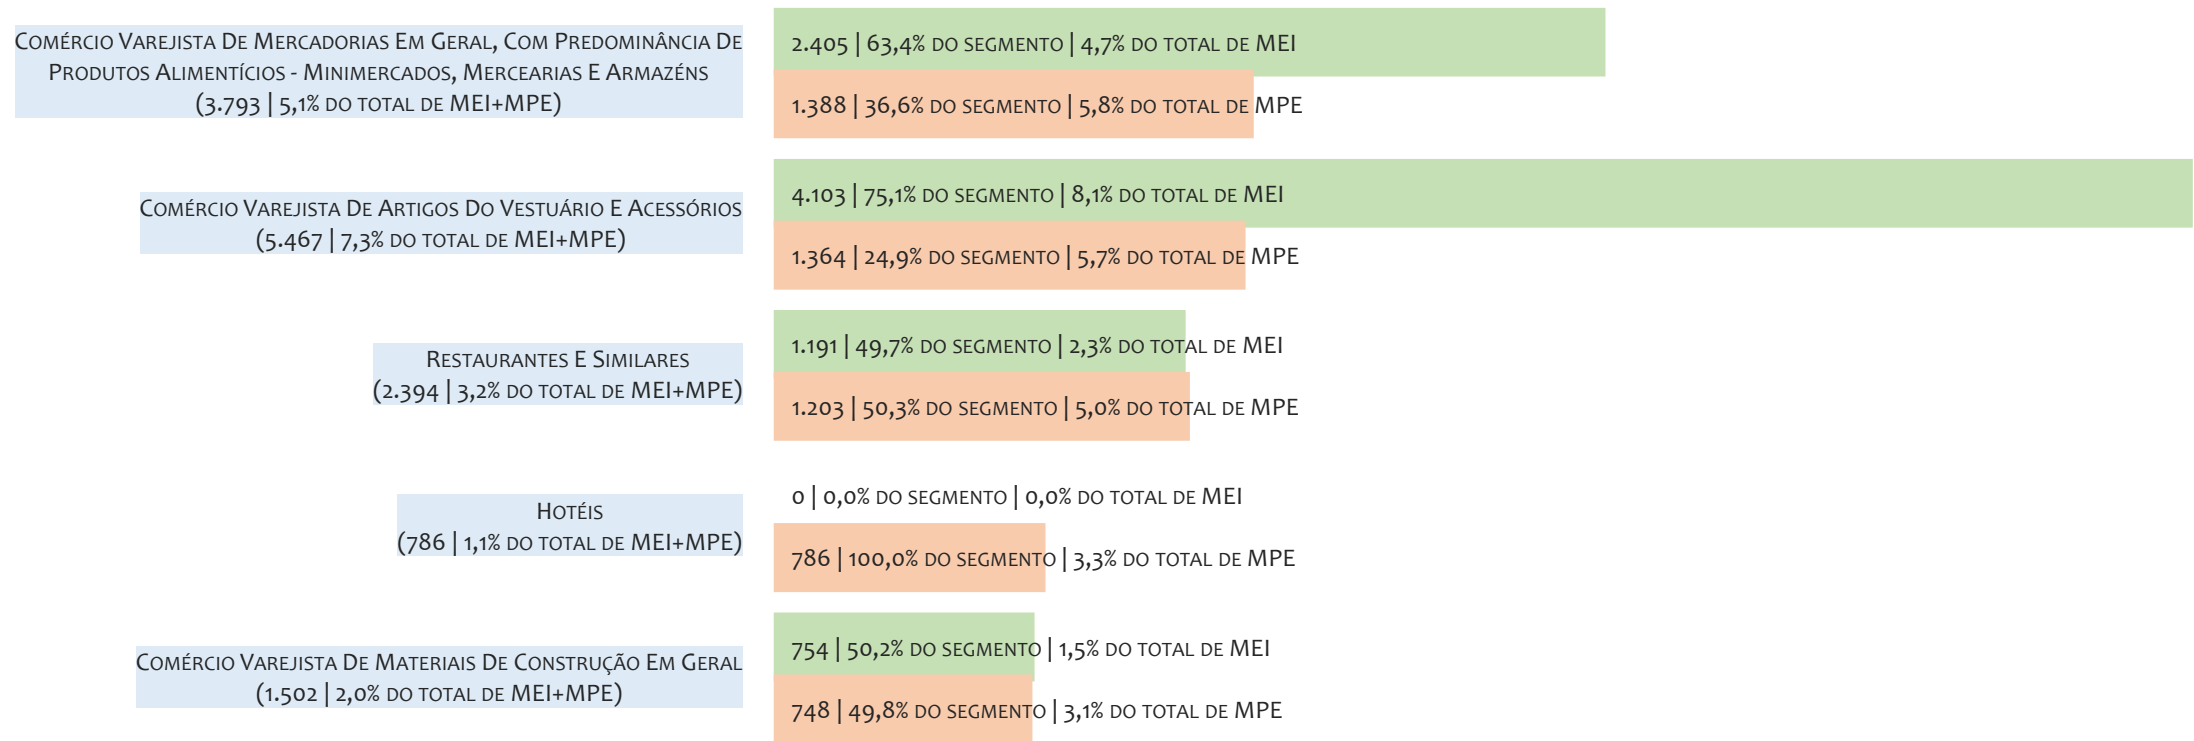 Comércio Varejista De Mercadorias Em Geral, Com Predominância De
Produtos Alimentícios - Minimercados, Mercearias E Armazéns
(3.793 | 5,1% do total de MEI+MPE)
2.405 | 63,4% do segmento | 4,7% do total de MEI
1.388 | 36,6% do segmento | 5,8% do total de MPE
Comércio Varejista De Artigos Do Vestuário E Acessórios
(5.467 | 7,3% do total de MEI+MPE)
4.103 | 75,1% do segmento | 8,1% do total de MEI
1.364 | 24,9% do segmento | 5,7% do total de MPE
Restaurantes E Similares
(2.394 | 3,2% do total de MEI+MPE)
1.191 | 49,7% do segmento | 2,3% do total de MEI
1.203 | 50,3% do segmento | 5,0% do total de MPE
Hotéis
(786 | 1,1% do total de MEI+MPE)
0 | 0,0% do segmento | 0,0% do total de MEI
786 | 100,0% do segmento | 3,3% do total de MPE
Comércio Varejista De Materiais De Construção Em Geral
(1.502 | 2,0% do total de MEI+MPE)
754 | 50,2% do segmento | 1,5% do total de MEI
748 | 49,8% do segmento | 3,1% do total de MPE